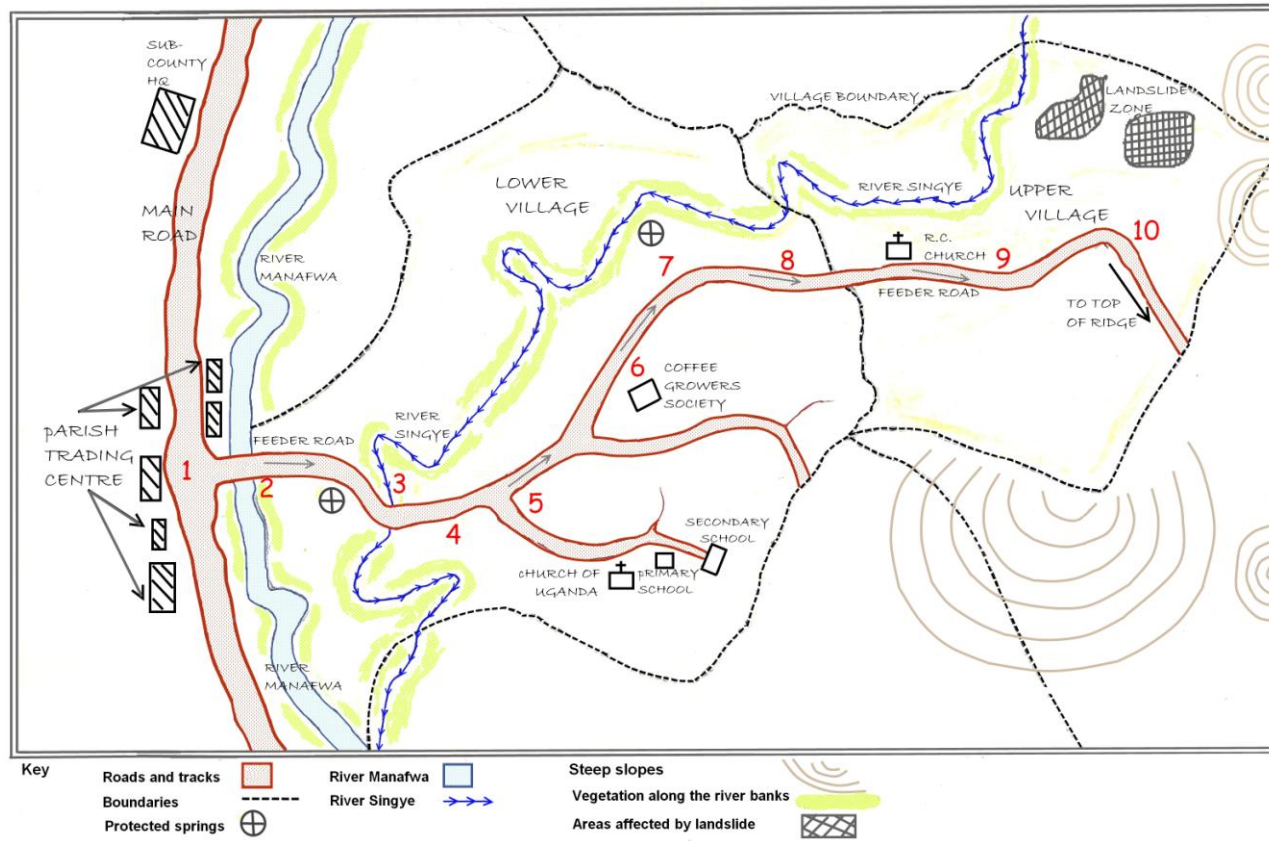 SUB-
COUNTY
HQ
MAIN
ROAD
RIVER
MANAFWA
LOWER
VILLAGE
VILLAGE BOUNDARY
LANDSLIDE
ZONE
RIVER SINGYE
UPPER
VILLAGE
R.C.
CHURCH
FEEDER ROAD
TO TOP
OF RIDGE
10
9
8
7
6
COFFEE
GROWERS
SOCIETY
pARISH
TRADING
CENTRE
FEEDER ROAD
RIVER
SINGYE
1
2
3
4
5
SECONDARY
SCHOOL
cHURCH OF
UGANDA
pRIMARY
SCHOOL
RIVER
MANAFWA
Key
Roads and tracks
Boundaries
Protected springs
River Manafwa
River Singye
Steep slopes
Vegetation along the river banks
Areas affected by landslide